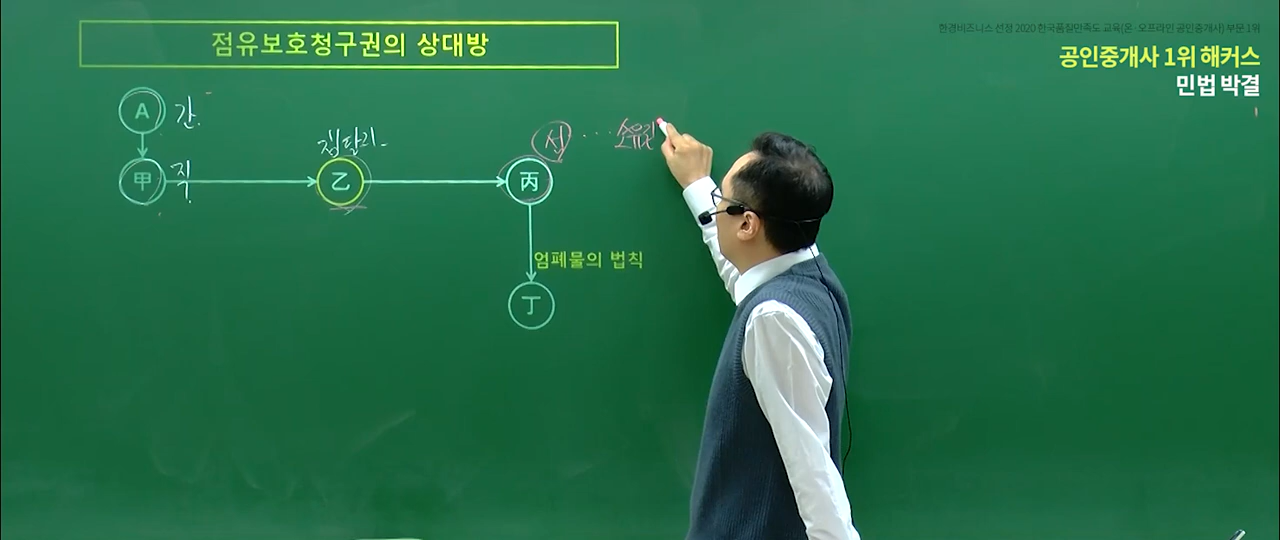 점유보호청구권의 상대방
한경비즈니스 선정 2020 한국품질만족도 교육(온·오프라인 공인중개사) 부문 1위
공인중개사 1위 해커스
민법 박결
A 간.
침탈자
선 ···
甲 직. 乙 丙
엄폐물의 법칙
丁